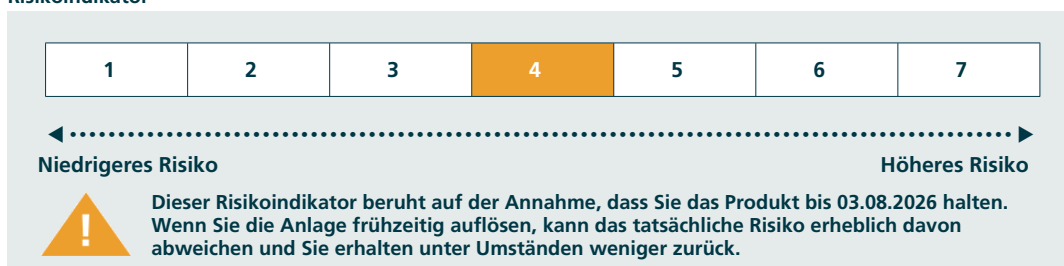 Risikoindikator
1 2 3 4 5 6 7
Niedrigeres Risiko Höheres Risiko
Dieser Risikoindikator beruht auf der Annahme, dass Sie das Produkt bis 03.08.2026 halten.
Wenn Sie die Anlage frühzeitig auflösen, kann das tatsächliche Risiko erheblich davon
abweichen und Sie erhalten unter Umständen weniger zurück.
!